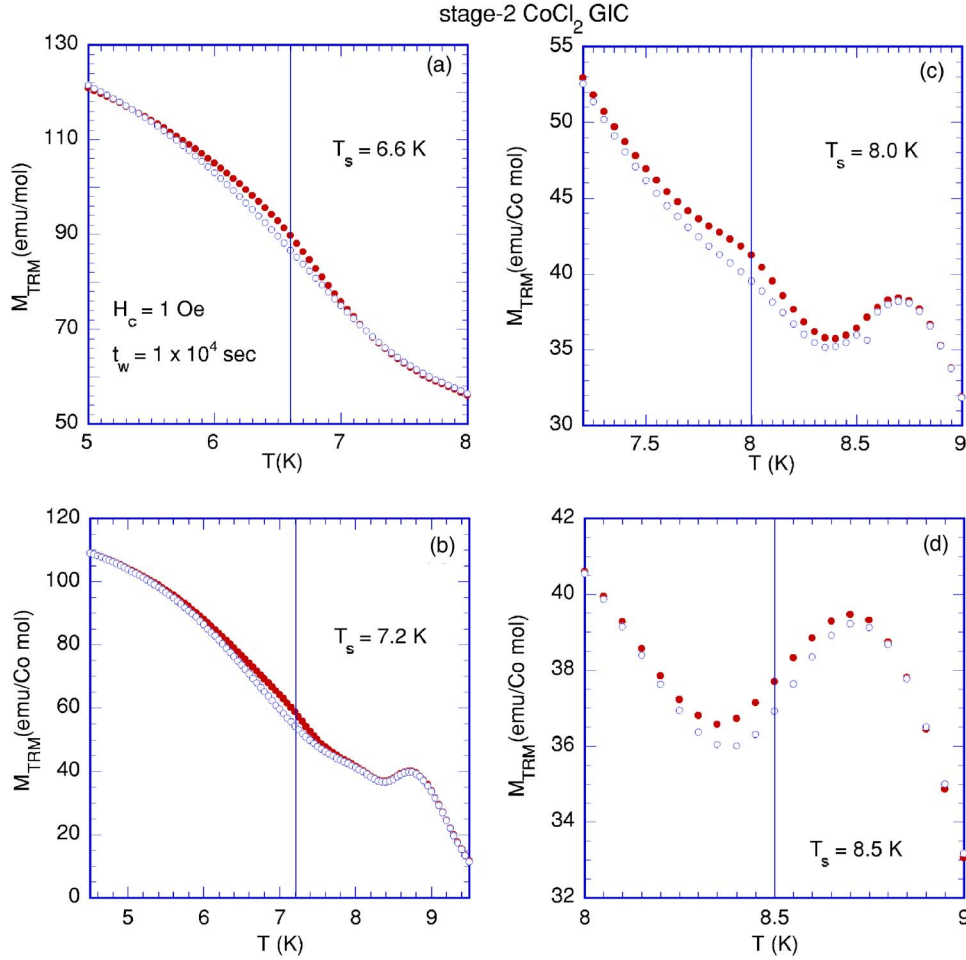 stage-2 CoCl2 GIC
130
110
90
70
50
M_TRM (emu/mol)
(a)
T_s = 6.6 K
H_c = 1 Oe
t_w = 1 x 10^4 sec
5 6 7 8
T(K)
55
50
45
40
35
30
M_TRM (emu/Co mol)
(c)
T_s = 8.0 K
7.5 8 8.5 9
T (K)
120
100
80
60
40
20
0
M_TRM (emu/Co mol)
(b)
T_s = 7.2 K
5 6 7 8 9
T (K)
42
40
38
36
34
33
32
M_TRM (emu/Co mol)
(d)
T_s = 8.5 K
8 8.5 9
T (K)